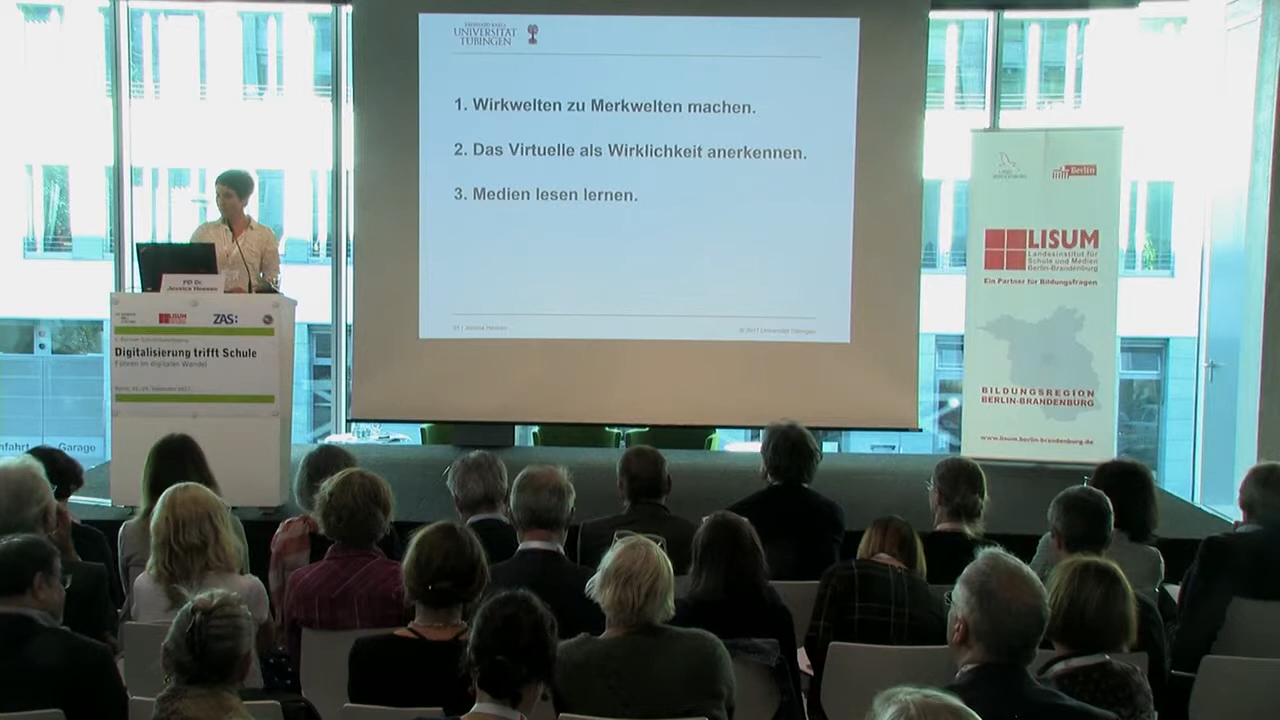 EBERHARD KARLS
UNIVERSITÄT
TÜBINGEN
1. Wirkwelten zu Merkwelten machen.
2. Das Virtuelle als Wirklichkeit anerkennen.
3. Medien lesen lernen.
© 2017 Universität Tübingen
PD Dr.
Jessica Heesen
LISUM
ZAS:
Digitalisierung trifft Schule
Führen im digitalen Wandel
nfahrt Garage
Berlin
LISUM
Landesinstitut für
Schule und Medien
Berlin-Brandenburg
Ein Partner für Bildungsfragen
BILDUNGSREGION
BERLIN-BRANDENBURG
www.lisum.berlin-brandenburg.de